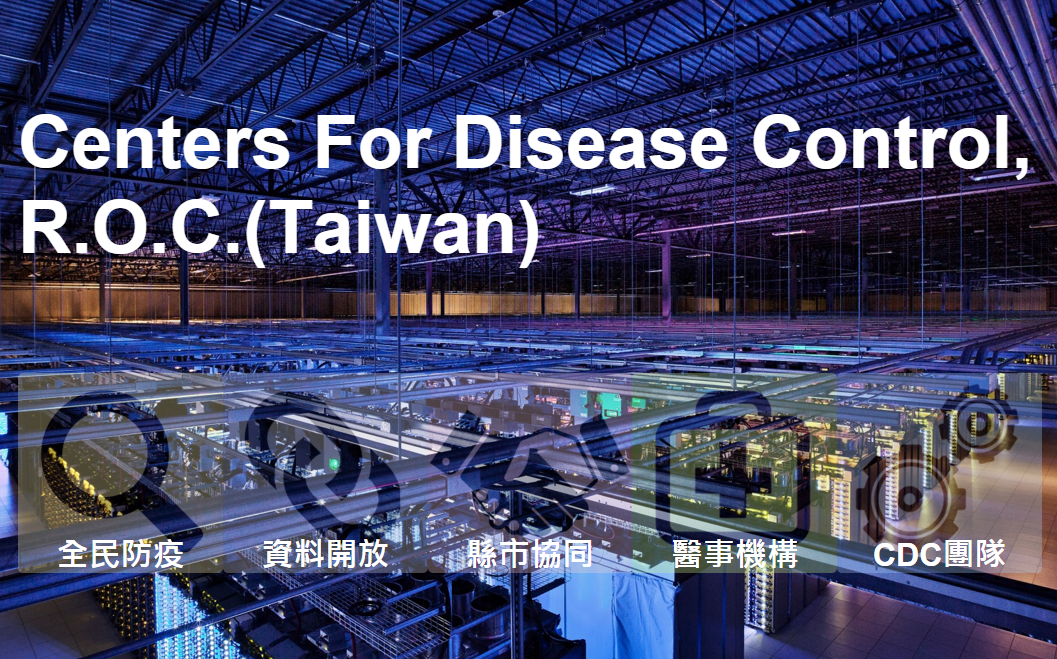 Centers For Disease Control,
R.O.C.(Taiwan)
全民防疫
資料開放
縣市協同
醫事機構
CDC團隊